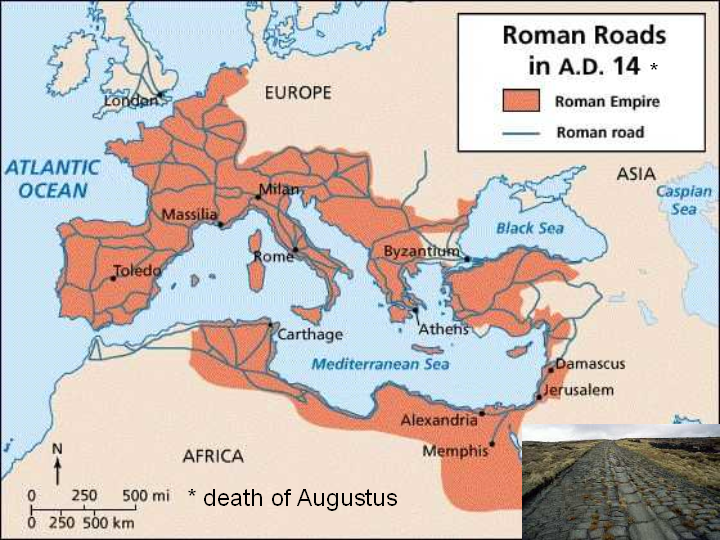 Roman Roads
in A.D. 14 *
Roman Empire
Roman road
EUROPE
London
ATLANTIC
OCEAN
ASIA
Caspian
Sea
Milan
Massilia
Black Sea
Rome
Byzantium
Toledo
Athens
Carthage
Mediterranean Sea
Damascus
Jerusalem
Alexandria
Memphis
AFRICA
N
0 250 500 mi
0 250 500 km
* death of Augustus